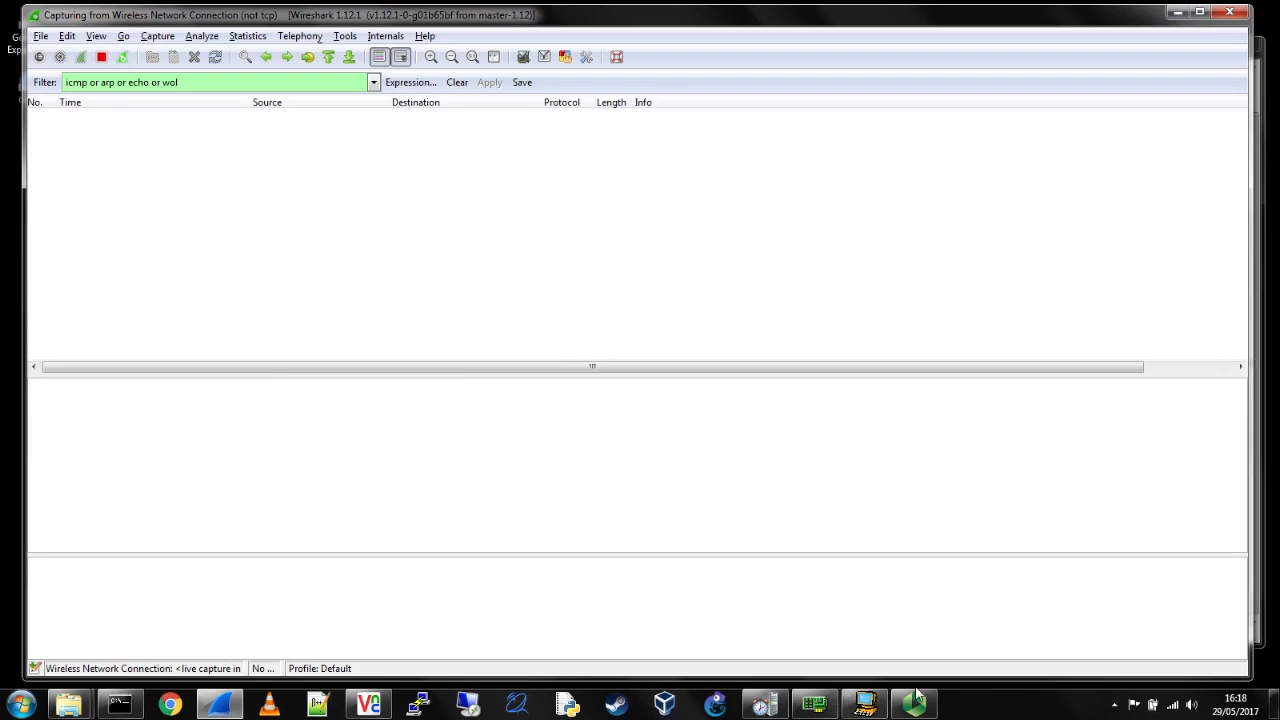 Capturing from Wireless Network Connection (not tcp) [Wireshark 1.12.1 (v1.12.1-0-g01b65bf from master-1.12)]
File Edit View Go Capture Analyze Statistics Telephony Tools Internals Help
Filter: icmp or arp or echo or wol Expression... Clear Apply Save
No. Time Source Destination Protocol Length Info
Wireless Network Connection: <live capture in No ... Profile: Default
16:18
29/05/2017